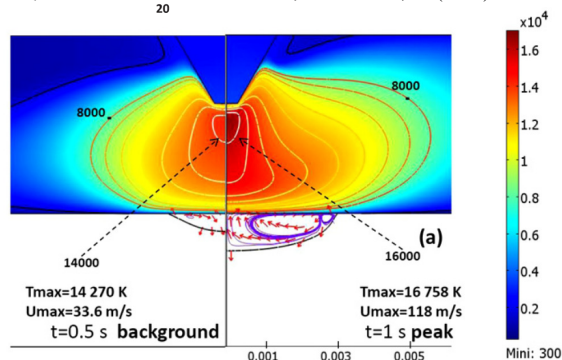 20
x10⁴
8000
8000
1.6
1.4
1.2
1
0.8
0.6
0.4
0.2
(a)
14000
16000
Tmax=14 270 K
Umax=33.6 m/s
t=0.5 s background
Tmax=16 758 K
Umax=118 m/s
t=1 s peak
Mini: 300
0.001
0.003
0.005